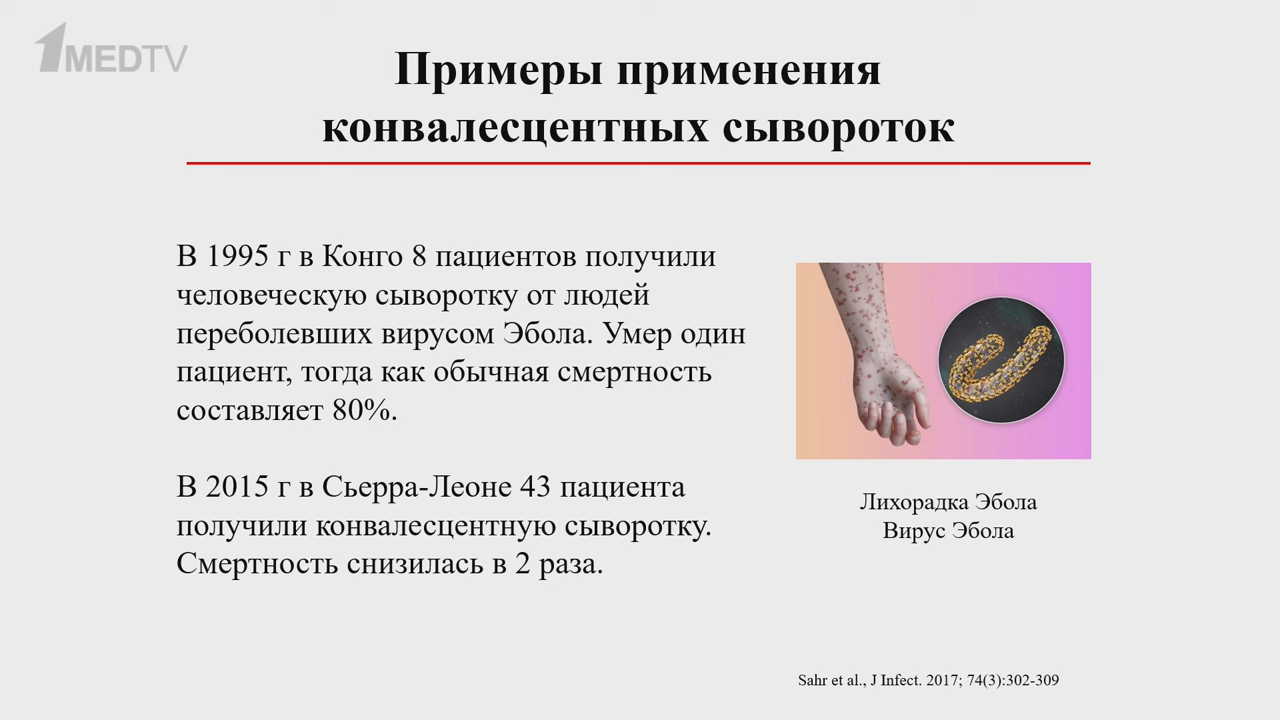 1MEDTV
Примеры применения
конвалесцентных сывороток
В 1995 г в Конго 8 пациентов получили
человеческую сыворотку от людей
переболевших вирусом Эбола. Умер один
пациент, тогда как обычная смертность
составляет 80%.
В 2015 г в Сьерра-Леоне 43 пациента
получили конвалесцентную сыворотку.
Смертность снизилась в 2 раза.
Лихорадка Эбола
Вирус Эбола
Sahr et al., J Infect. 2017; 74(3):302-309